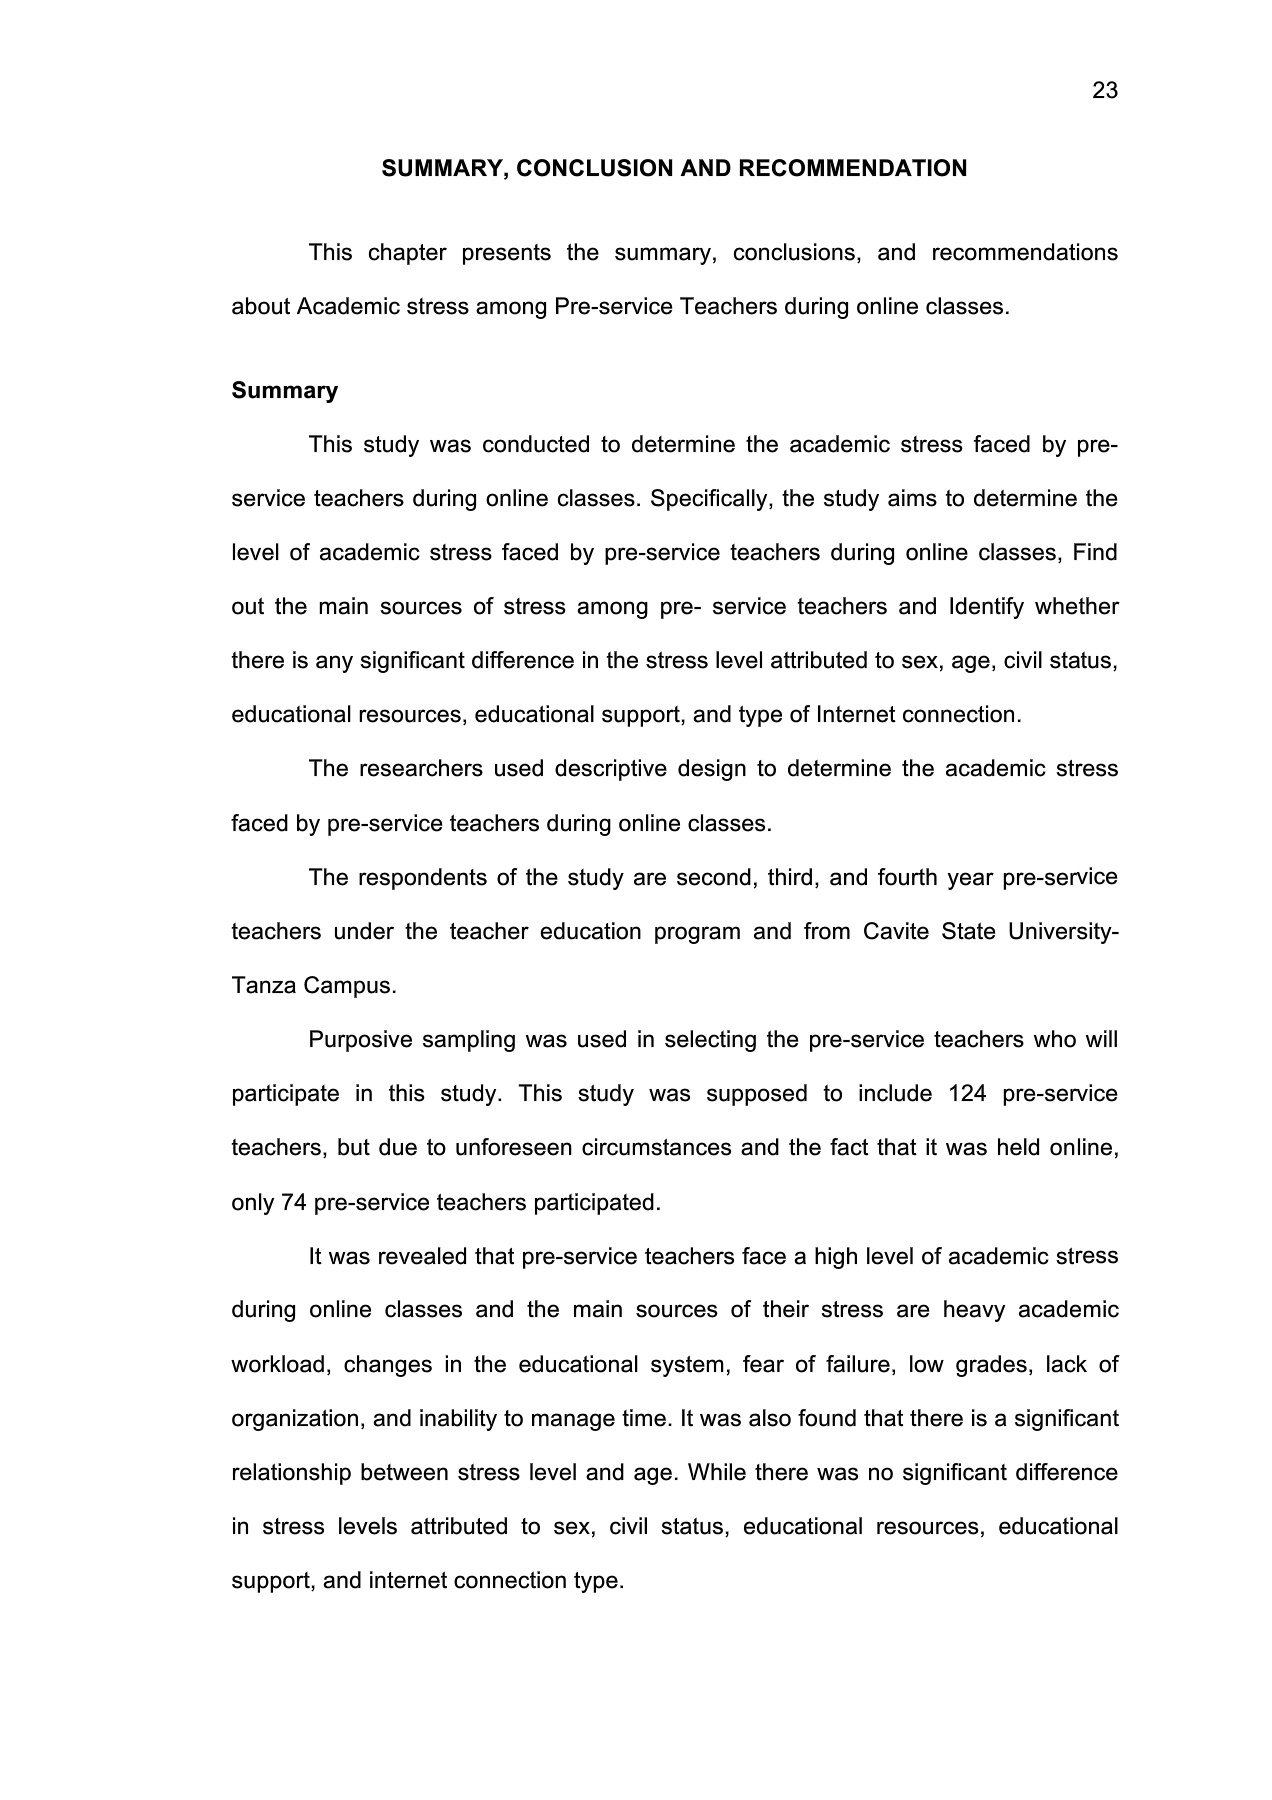 23
SUMMARY, CONCLUSION AND RECOMMENDATION
This chapter presents the summary, conclusions, and recommendations
about Academic stress among Pre-service Teachers during online classes.
Summary
This study was conducted to determine the academic stress faced by pre-
service teachers during online classes. Specifically, the study aims to determine the
level of academic stress faced by pre-service teachers during online classes, Find
out the main sources of stress among pre- service teachers and Identify whether
there is any significant difference in the stress level attributed to sex, age, civil status,
educational resources, educational support, and type of Internet connection.
The researchers used descriptive design to determine the academic stress
faced by pre-service teachers during online classes.
The respondents of the study are second, third, and fourth year pre-service
teachers under the teacher education program and from Cavite State University-
Tanza Campus.
Purposive sampling was used in selecting the pre-service teachers who will
participate in this study. This study was supposed to include 124 pre-service
teachers, but due to unforeseen circumstances and the fact that it was held online,
only 74 pre-service teachers participated.
It was revealed that pre-service teachers face a high level of academic stress
during online classes and the main sources of their stress are heavy academic
workload, changes in the educational system, fear of failure, low grades, lack of
organization, and inability to manage time. It was also found that there is a significant
relationship between stress level and age. While there was no significant difference
in stress levels attributed to sex, civil status, educational resources, educational
support, and internet connection type.